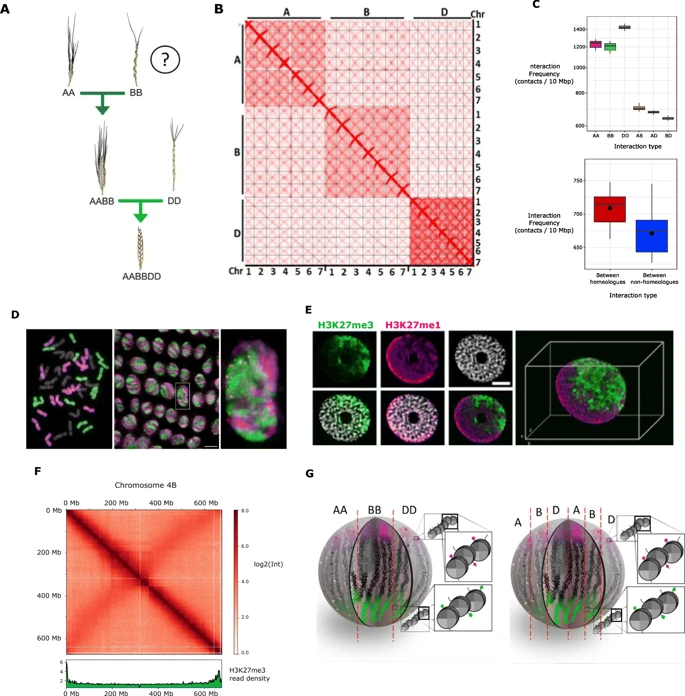 A
AA
BB
?
AABB
DD
AABBDD
B
A B D Chr
A
B
D
1
2
3
4
5
6
7
1
2
3
4
5
6
7
1
2
3
4
5
6
7
Chr
1 2 3 4 5 6 7 1 2 3 4 5 6 7 1 2 3 4 5 6 7
C
nteraction
Frequency
(contacts / 10 Mbp)
1400
1200
1000
800
600
AA BB DD AB AD BD
Interaction type
Interaction
Frequency
(contacts / 10 Mbp)
750
700
650
Between
homeologues
Between
non-homeologues
Interaction type
D
E
H3K27me3 H3K27me1
F
Chromosome 4B
0 Mb 200 Mb 400 Mb 600 Mb
0 Mb
200 Mb
400 Mb
600 Mb
8.0
6.0
4.0
2.0
0.0
log2(Int)
6
4
2
0
H3K27me3
read density
0 Mb 200 Mb 400 Mb 600 Mb
G
AA BB DD
A B D A B D